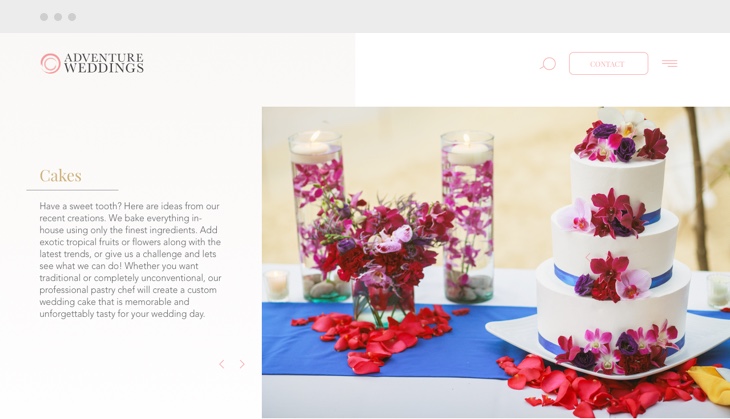 ADVENTURE
WEDDINGS
CONTACT
Cakes
Have a sweet tooth? Here are ideas from our
recent creations. We bake everything in-
house using only the finest ingredients. Add
exotic tropical fruits or flowers along with the
latest trends, or give us a challenge and lets
see what we can do! Whether you want
traditional or completely unconventional, our
professional pastry chef will create a custom
wedding cake that is memorable and
unforgettably tasty for your wedding day.